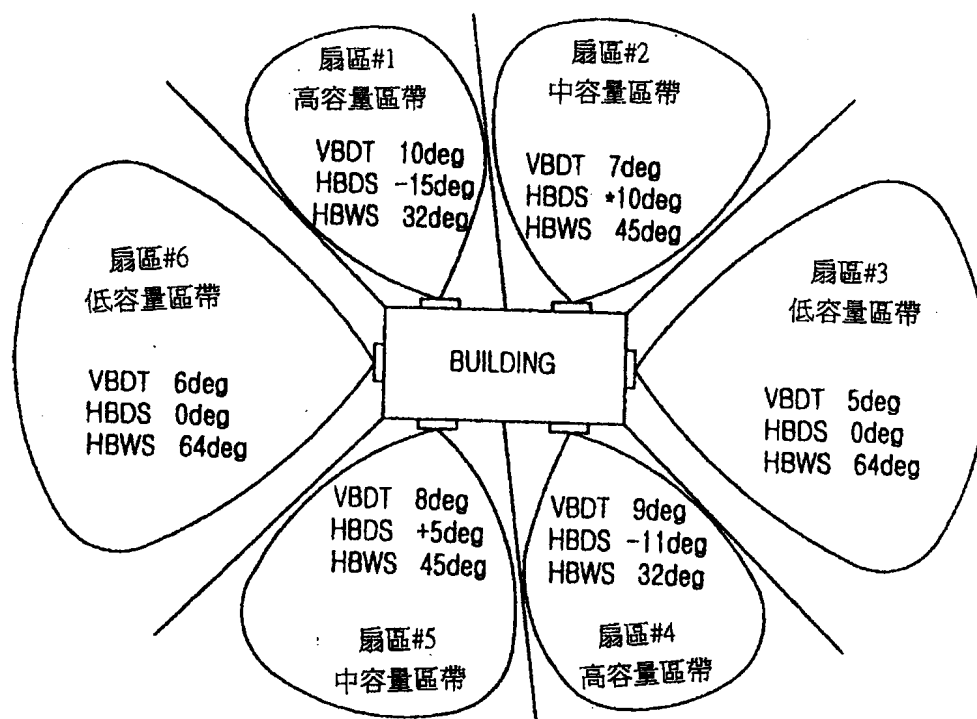 扇區#1
高容量區帶
VBDT 10deg
HBDS -15deg
HBWS 32deg
扇區#2
中容量區帶
VBDT 7deg
HBDS *10deg
HBWS 45deg
扇區#6
低容量區帶
VBDT 6deg
HBDS 0deg
HBWS 64deg
BUILDING
扇區#3
低容量區帶
VBDT 5deg
HBDS 0deg
HBWS 64deg
VBDT 8deg
HBDS +5deg
HBWS 45deg
扇區#5
中容量區帶
VBDT 9deg
HBDS -11deg
HBWS 32deg
扇區#4
高容量區帶